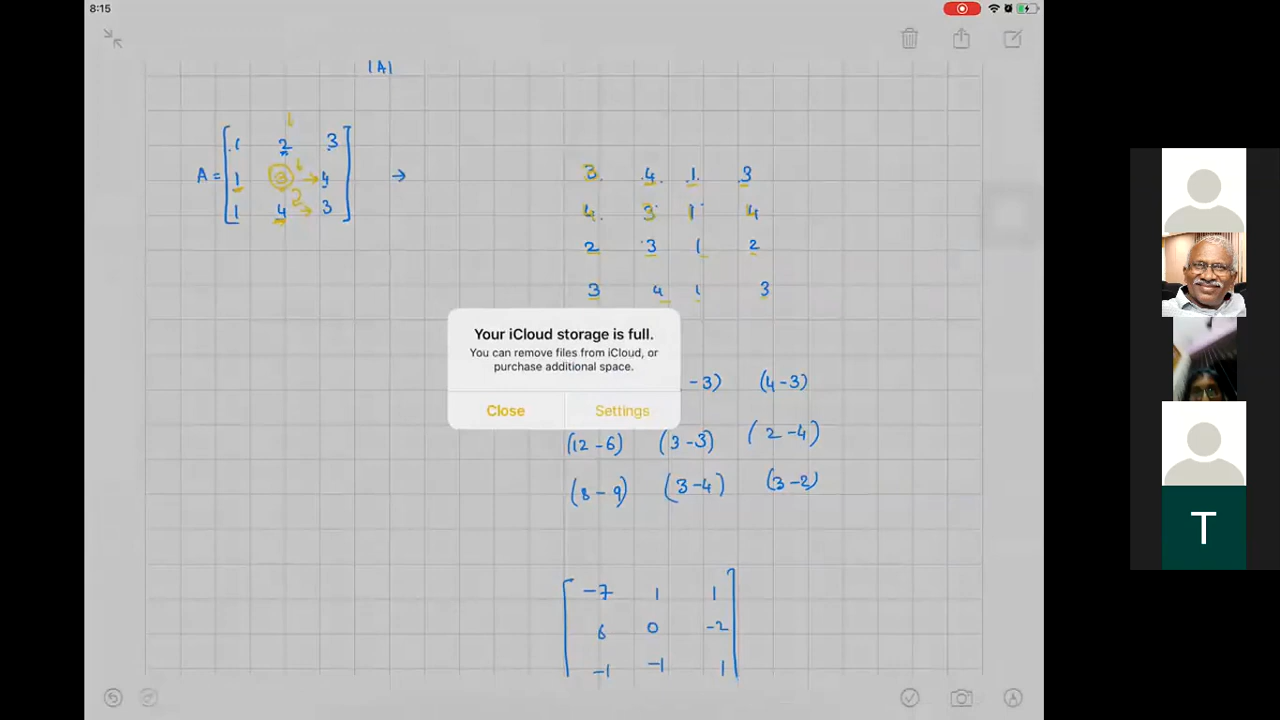 8:15
|A|
1 2 3
A = 1 3 → 4 →
1 4 → 3
3 4 1 3
4 3 1 4
2 3 1 2
3 4 1 3
Your iCloud storage is full.
You can remove files from iCloud, or
purchase additional space.
Close Settings
- 3) (4-3)
(12-6) (3-3) (2-4)
(8-9) (3-4) (3-2)
-7 1 1
6 0 -2
-1 -1 1
T